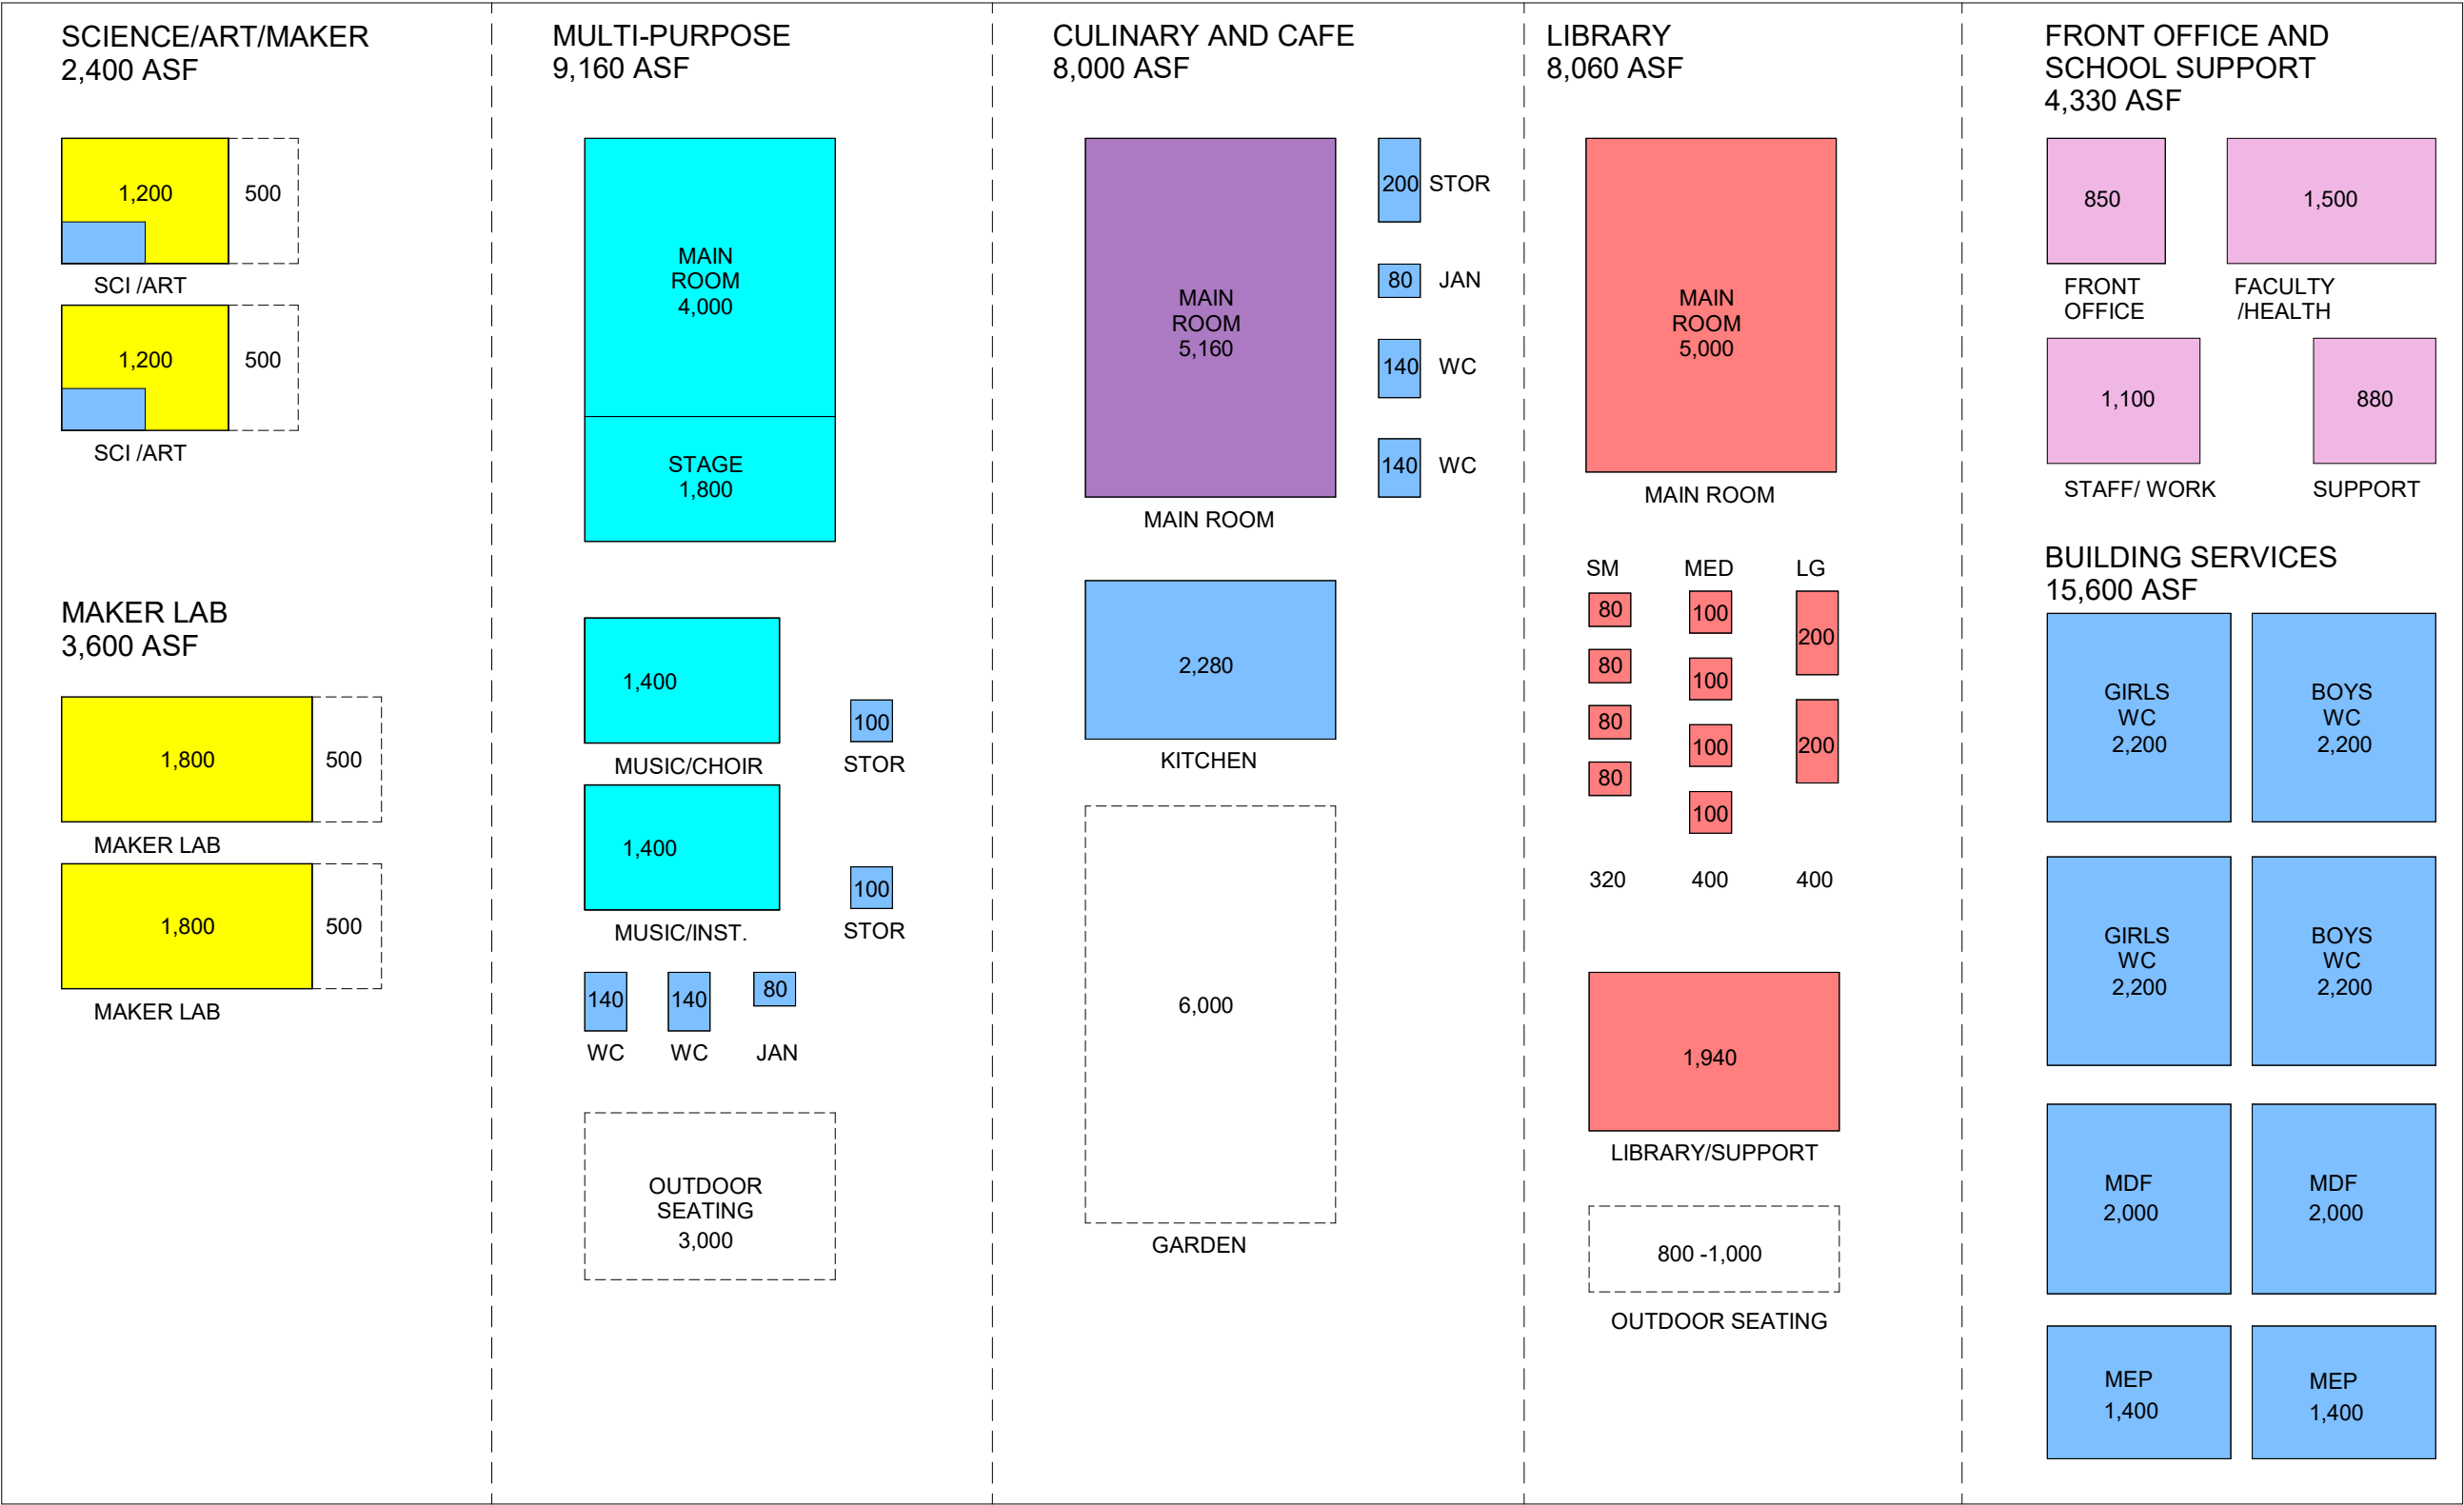 SCIENCE/ART/MAKER
2,400 ASF
1,200
500
SCI /ART
1,200
500
SCI /ART
MAKER LAB
3,600 ASF
1,800
500
MAKER LAB
1,800
500
MAKER LAB
MULTI-PURPOSE
9,160 ASF
MAIN
ROOM
4,000
STAGE
1,800
1,400
MUSIC/CHOIR
100
STOR
1,400
MUSIC/INST.
100
STOR
140
140
80
WC
WC
JAN
OUTDOOR
SEATING
3,000
CULINARY AND CAFE
8,000 ASF
MAIN
ROOM
5,160
MAIN ROOM
200 STOR
80 JAN
140 WC
140 WC
2,280
KITCHEN
6,000
GARDEN
LIBRARY
8,060 ASF
MAIN
ROOM
5,000
MAIN ROOM
SM
MED
LG
80
80
80
80
100
100
100
100
200
200
320
400
400
1,940
LIBRARY/SUPPORT
800 -1,000
OUTDOOR SEATING
FRONT OFFICE AND
SCHOOL SUPPORT
4,330 ASF
850
FRONT
OFFICE
1,500
FACULTY
/HEALTH
1,100
STAFF/ WORK
880
SUPPORT
BUILDING SERVICES
15,600 ASF
GIRLS
WC
2,200
BOYS
WC
2,200
GIRLS
WC
2,200
BOYS
WC
2,200
MDF
2,000
MDF
2,000
MEP
1,400
MEP
1,400